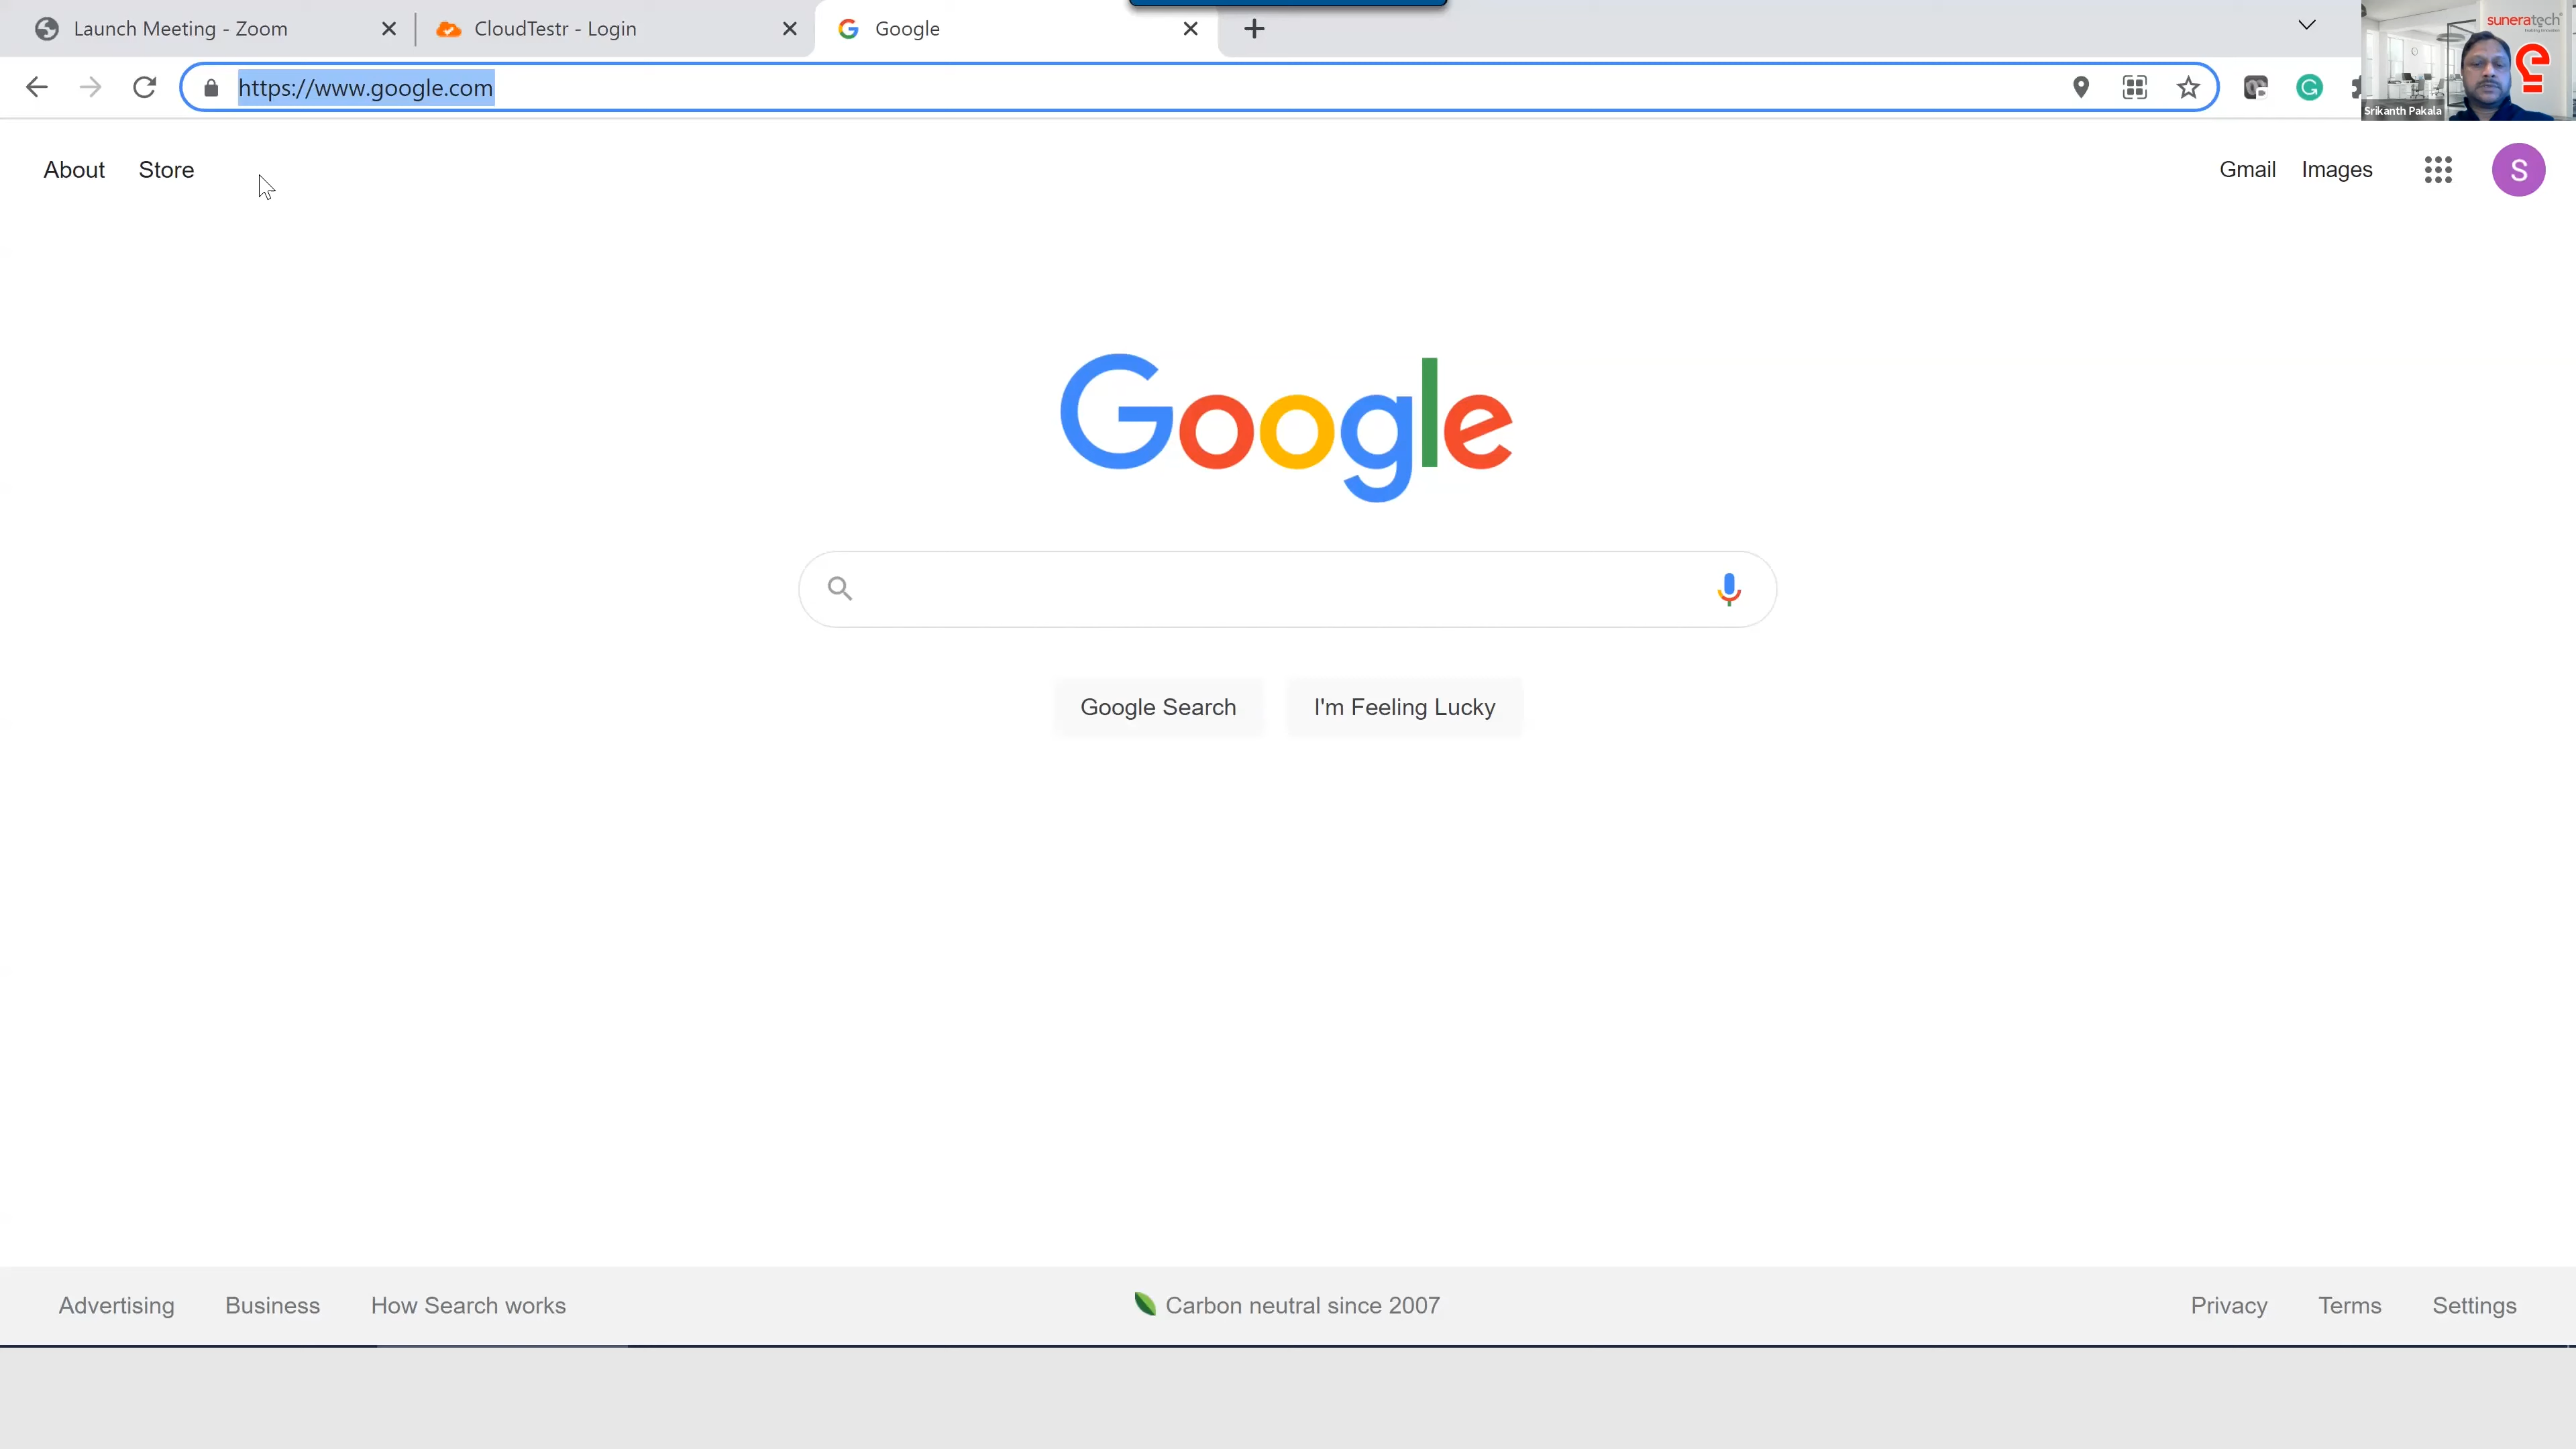 Launch Meeting - Zoom
CloudTestr - Login
Google
suneratech
https://www.google.com
Srikanth Pakala
About
Store
Gmail
Images
S
Google
Google Search
I'm Feeling Lucky
Advertising
Business
How Search works
Carbon neutral since 2007
Privacy
Terms
Settings